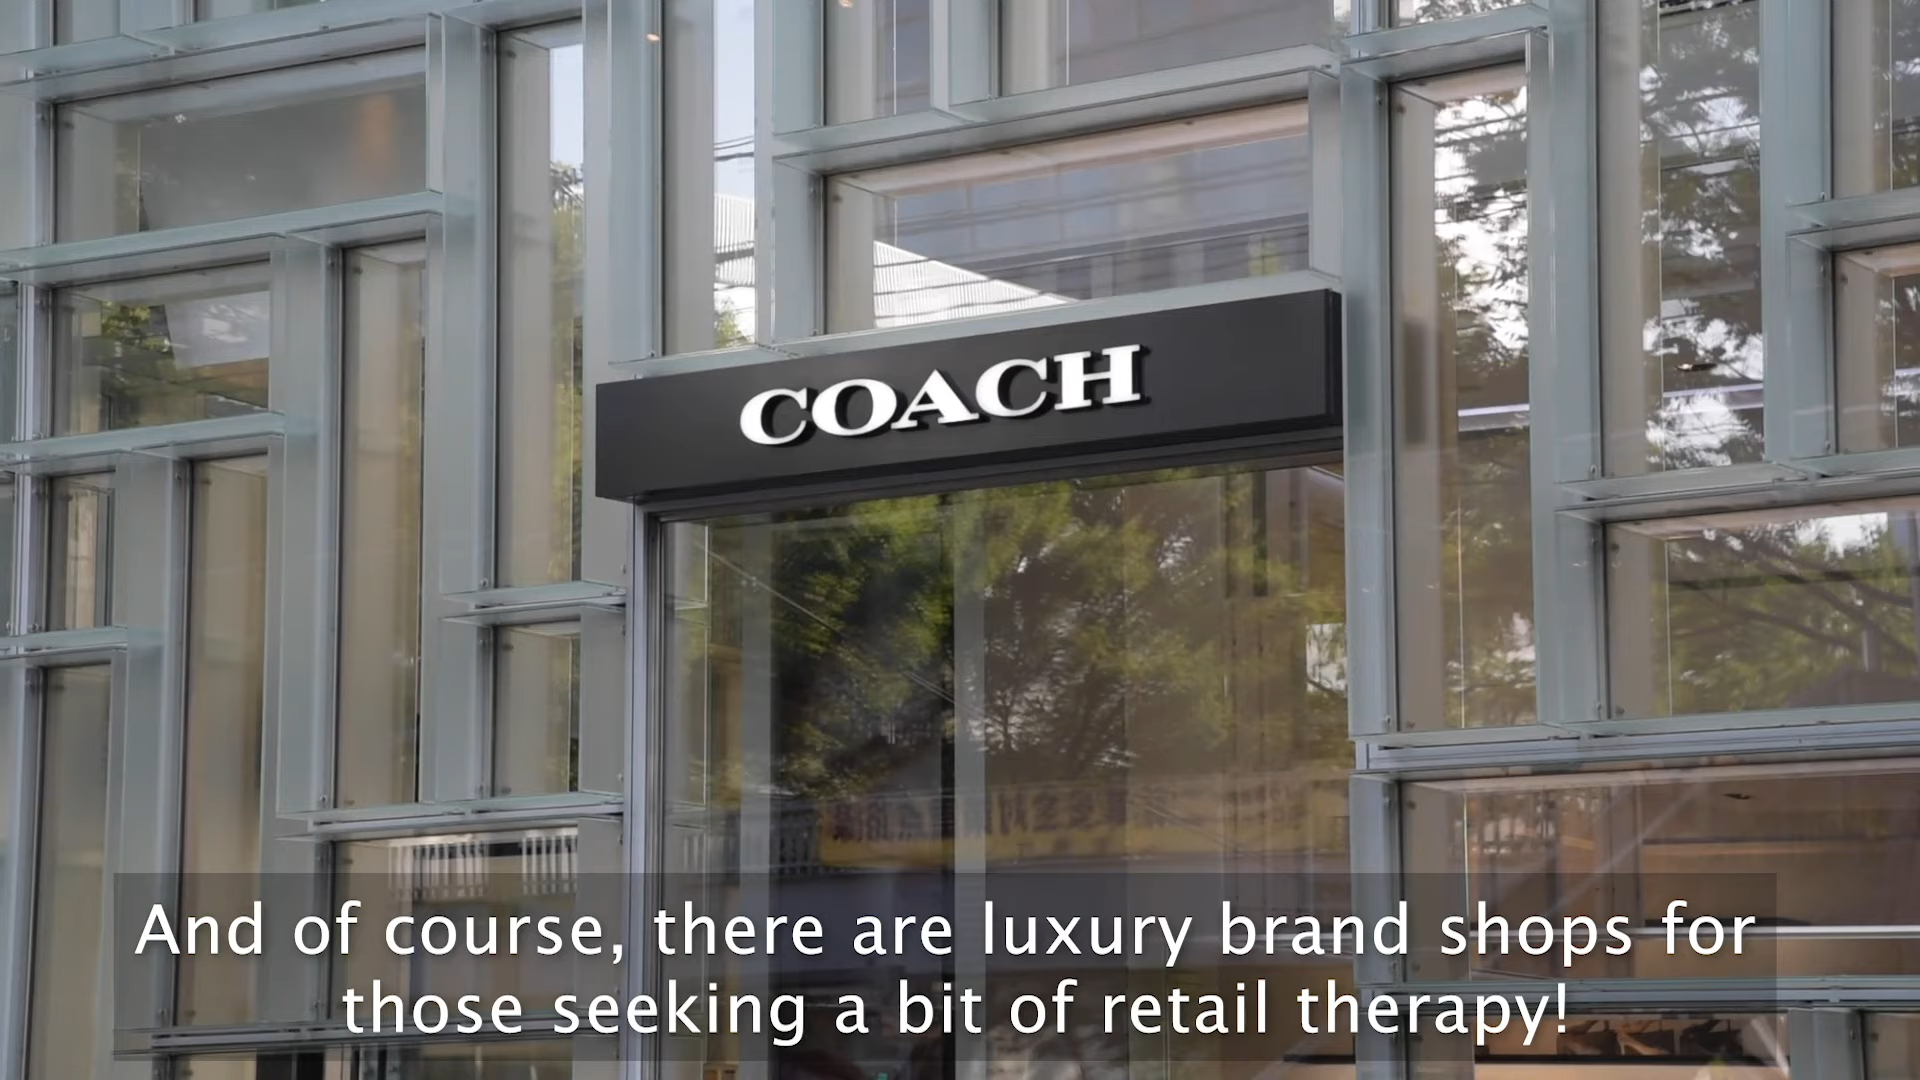 COACH
And of course, there are luxury brand shops for
those seeking a bit of retail therapy!